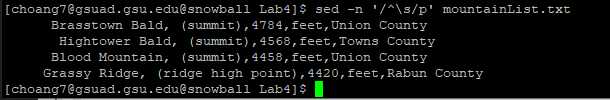 [choang7@gsuad.gsu.edu@snowball Lab4]$ sed -n '/^\s/p' mountainList.txt
Brasstown Bald, (summit),4784,feet,Union County
Hightower Bald, (summit),4568,feet,Towns County
Blood Mountain, (summit),4458,feet,Union County
Grassy Ridge, (ridge high point),4420,feet,Rabun County
[choang7@gsuad.gsu.edu@snowball Lab4]$